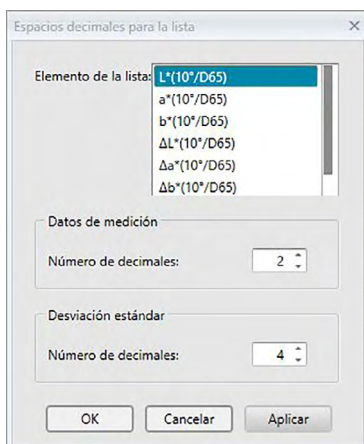 Espacios decimales para la lista
Elemento de la lista: L*(10°/D65)
a*(10°/D65)
b*(10°/D65)
ΔL*(10°/D65)
Δa*(10°/D65)
Δb*(10°/D65)
Datos de medición
Número de decimales: 2
Desviación estándar
Número de decimales: 4
OK Cancelar Aplicar